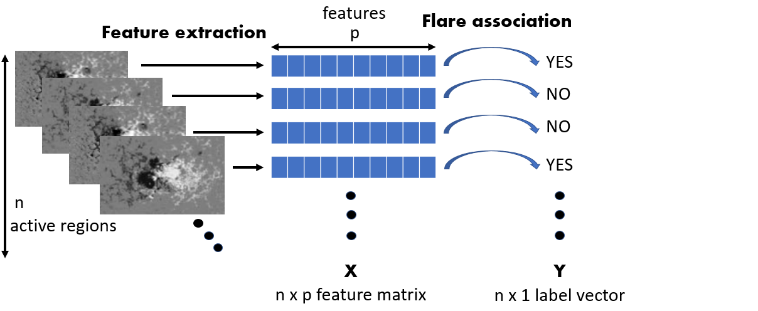 features
Flare association
Feature extraction
p
YES
NO
NO
YES
n
active regions
X
Y
n x p feature matrix
n x 1 label vector